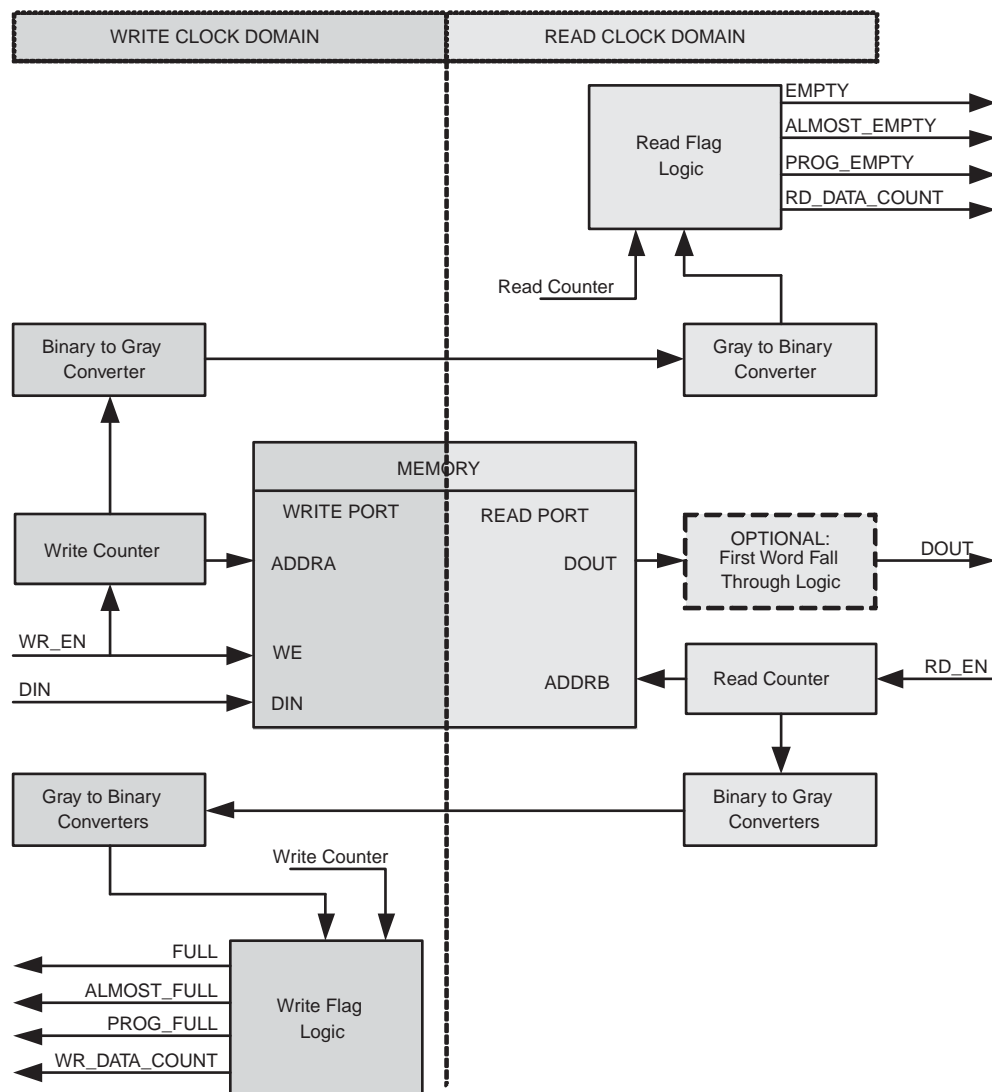 WRITE CLOCK DOMAIN
READ CLOCK DOMAIN
Read Flag
Logic
EMPTY
ALMOST_EMPTY
PROG_EMPTY
RD_DATA_COUNT
Read Counter
Binary to Gray
Converter
Gray to Binary
Converter
MEMORY
WRITE PORT
READ PORT
Write Counter
ADDRA
DOUT
OPTIONAL:
First Word Fall
Through Logic
DOUT
WR_EN
WE
DIN
DIN
ADDRB
Read Counter
RD_EN
Gray to Binary
Converters
Binary to Gray
Converters
Write Counter
FULL
ALMOST_FULL
PROG_FULL
WR_DATA_COUNT
Write Flag
Logic